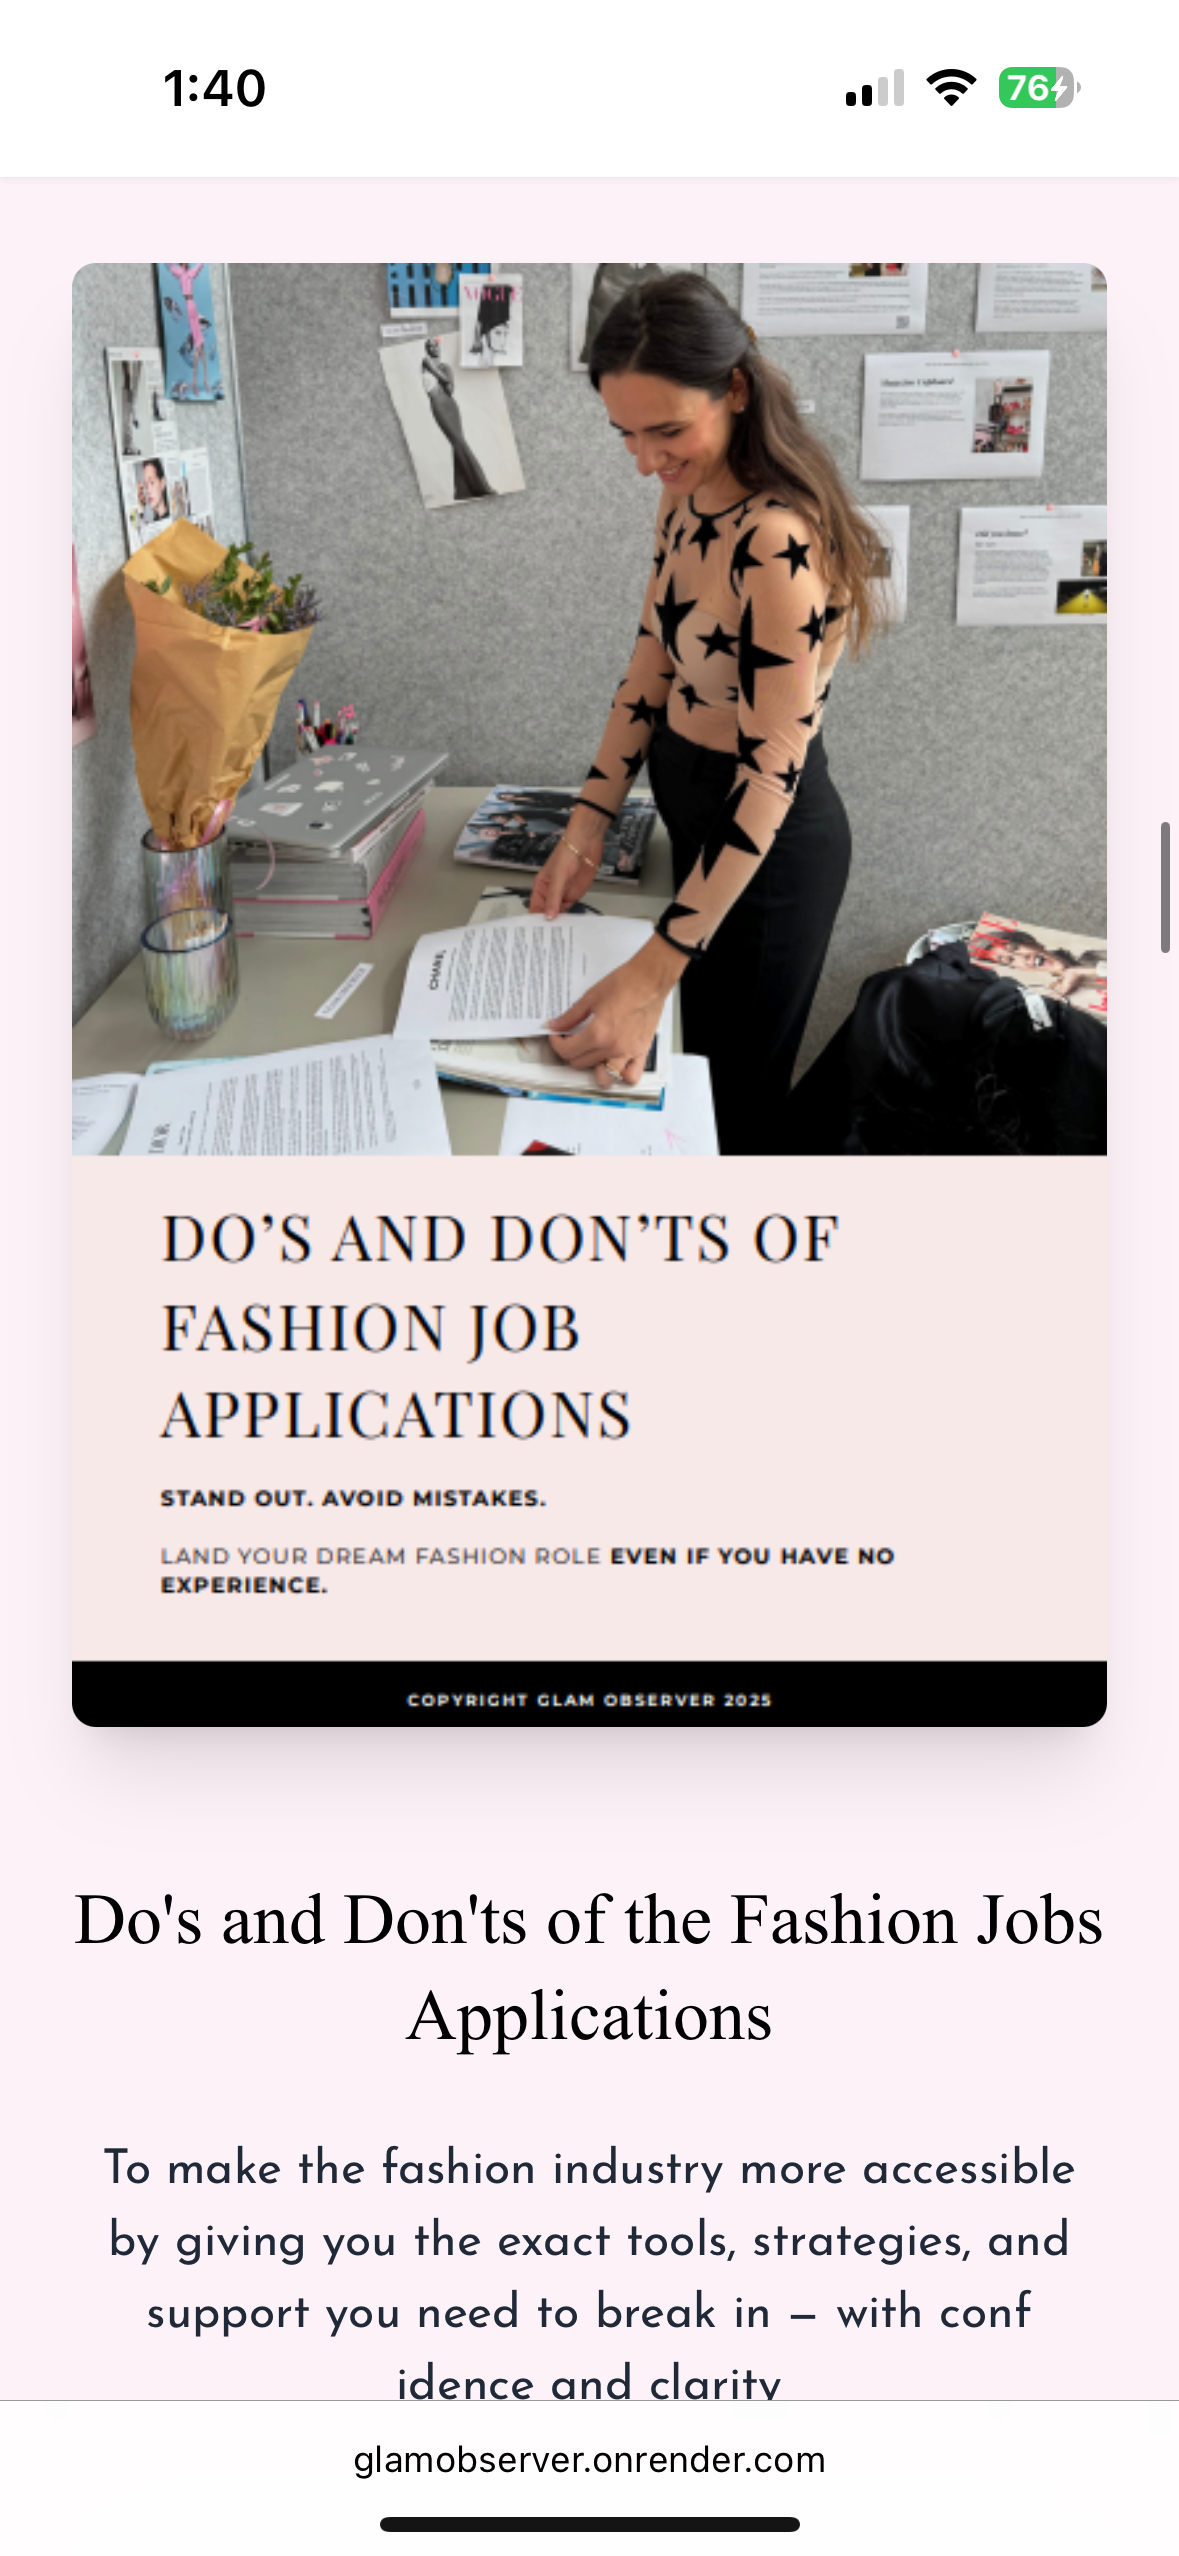 1:40
76
VOGUE
CHANEL
DIOR
DO’S AND DON’TS OF
FASHION JOB
APPLICATIONS
STAND OUT. AVOID MISTAKES.
LAND YOUR DREAM FASHION ROLE EVEN IF YOU HAVE NO
EXPERIENCE.
COPYRIGHT GLAM OBSERVER 2025
Do's and Don'ts of the Fashion Jobs
Applications
To make the fashion industry more accessible
by giving you the exact tools, strategies, and
support you need to break in – with conf
idence and clarity
glamobserver.onrender.com